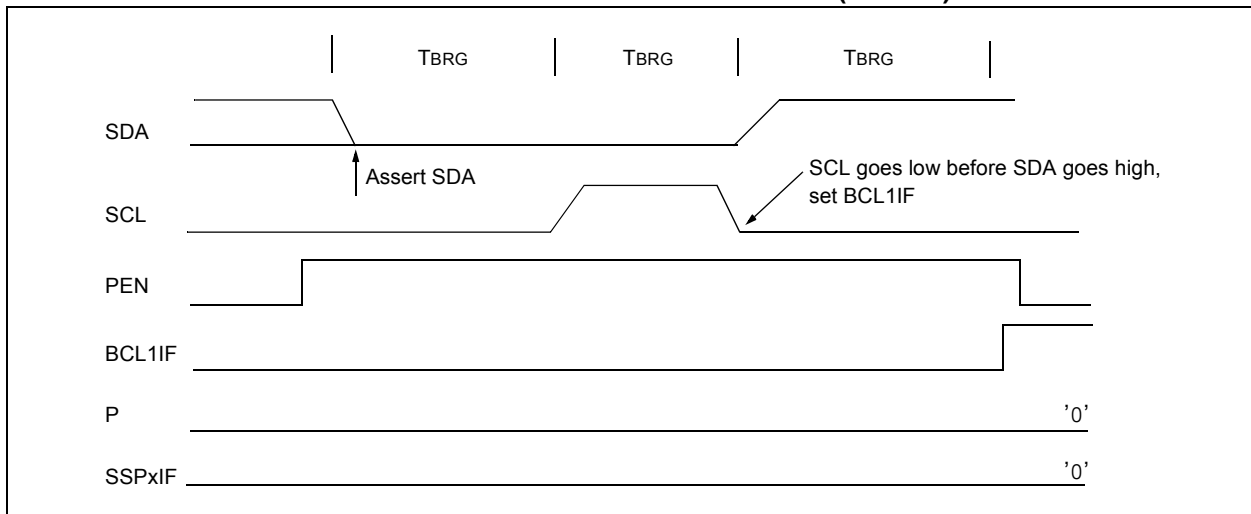 TBRG TBRG TBRG
SDA
Assert SDA
SCL goes low before SDA goes high,
set BCL1IF
SCL
PEN
BCL1IF
P '0'
SSPxIF '0'